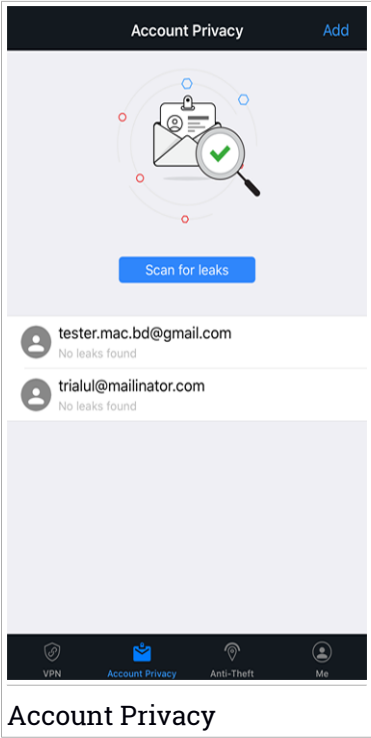 Account Privacy Add
Scan for leaks
tester.mac.bd@gmail.com
No leaks found
trialul@mailinator.com
No leaks found
VPN Account Privacy Anti-Theft Me
Account Privacy